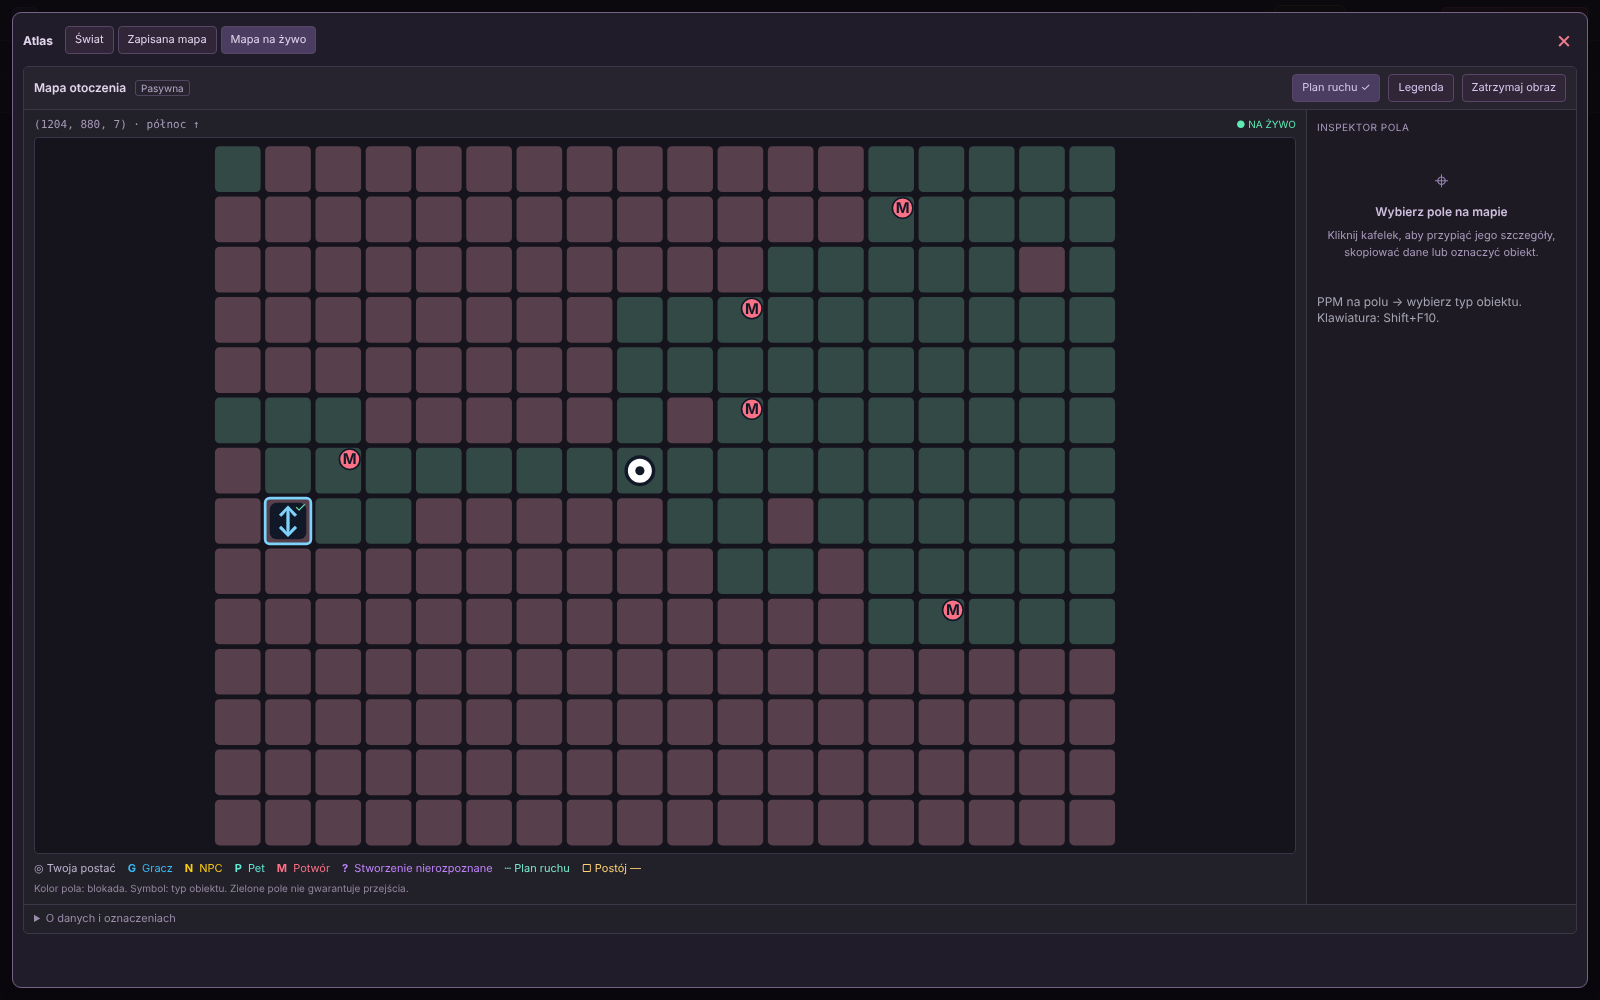 Atlas Świat Zapisana mapa Mapa na żywo ✕
Mapa otoczenia Pasywna Plan ruchu ✓ Legenda Zatrzymaj obraz
(1204, 880, 7) · północ ↑ ● NA ŻYWO
INSPEKTOR POLA
Wybierz pole na mapie
Kliknij kafelek, aby przypiąć jego szczegóły,
skopiować dane lub oznaczyć obiekt.
PPM na polu → wybierz typ obiektu.
Klawiatura: Shift+F10.
M
M
M
M
M
◎ Twoja postać G Gracz N NPC P Pet M Potwór ? Stworzenie nierozpoznane ┄ Plan ruchu ☐ Postój —
Kolor pola: blokada. Symbol: typ obiektu. Zielone pole nie gwarantuje przejścia.
▶ O danych i oznaczeniach